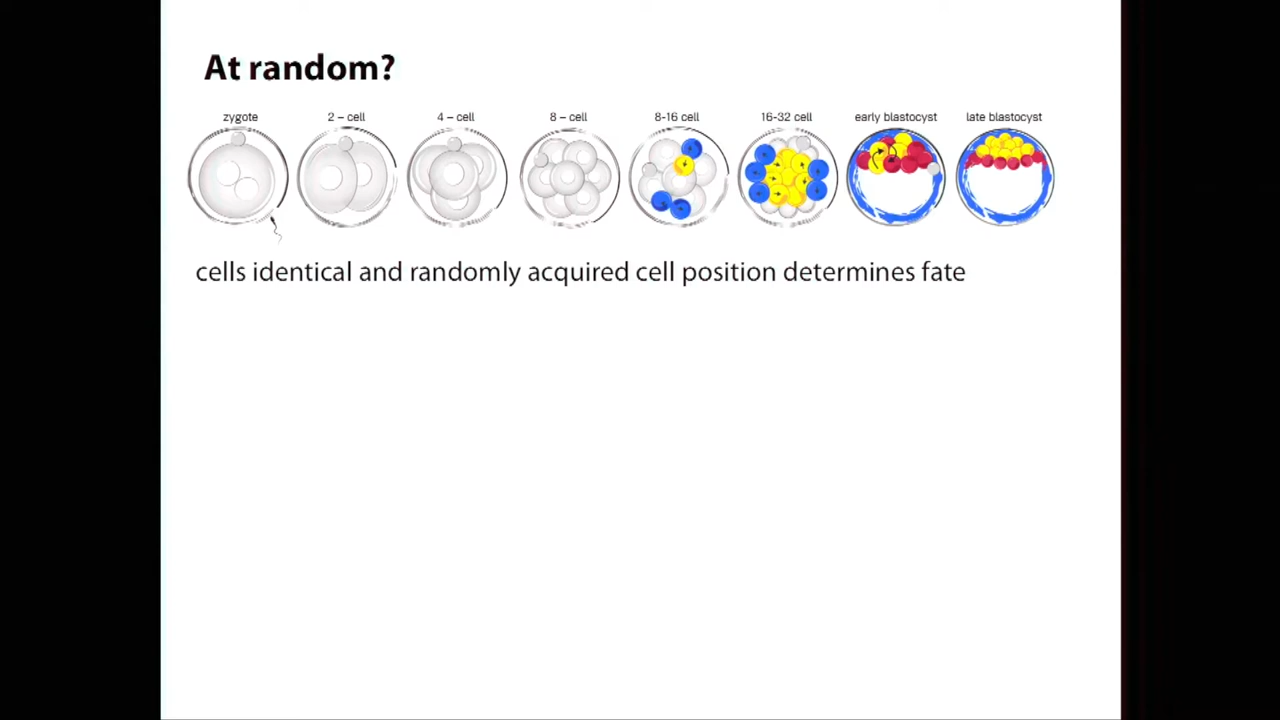 At random?
zygote 2 – cell 4 – cell 8 – cell 8-16 cell 16-32 cell early blastocyst late blastocyst
cells identical and randomly acquired cell position determines fate